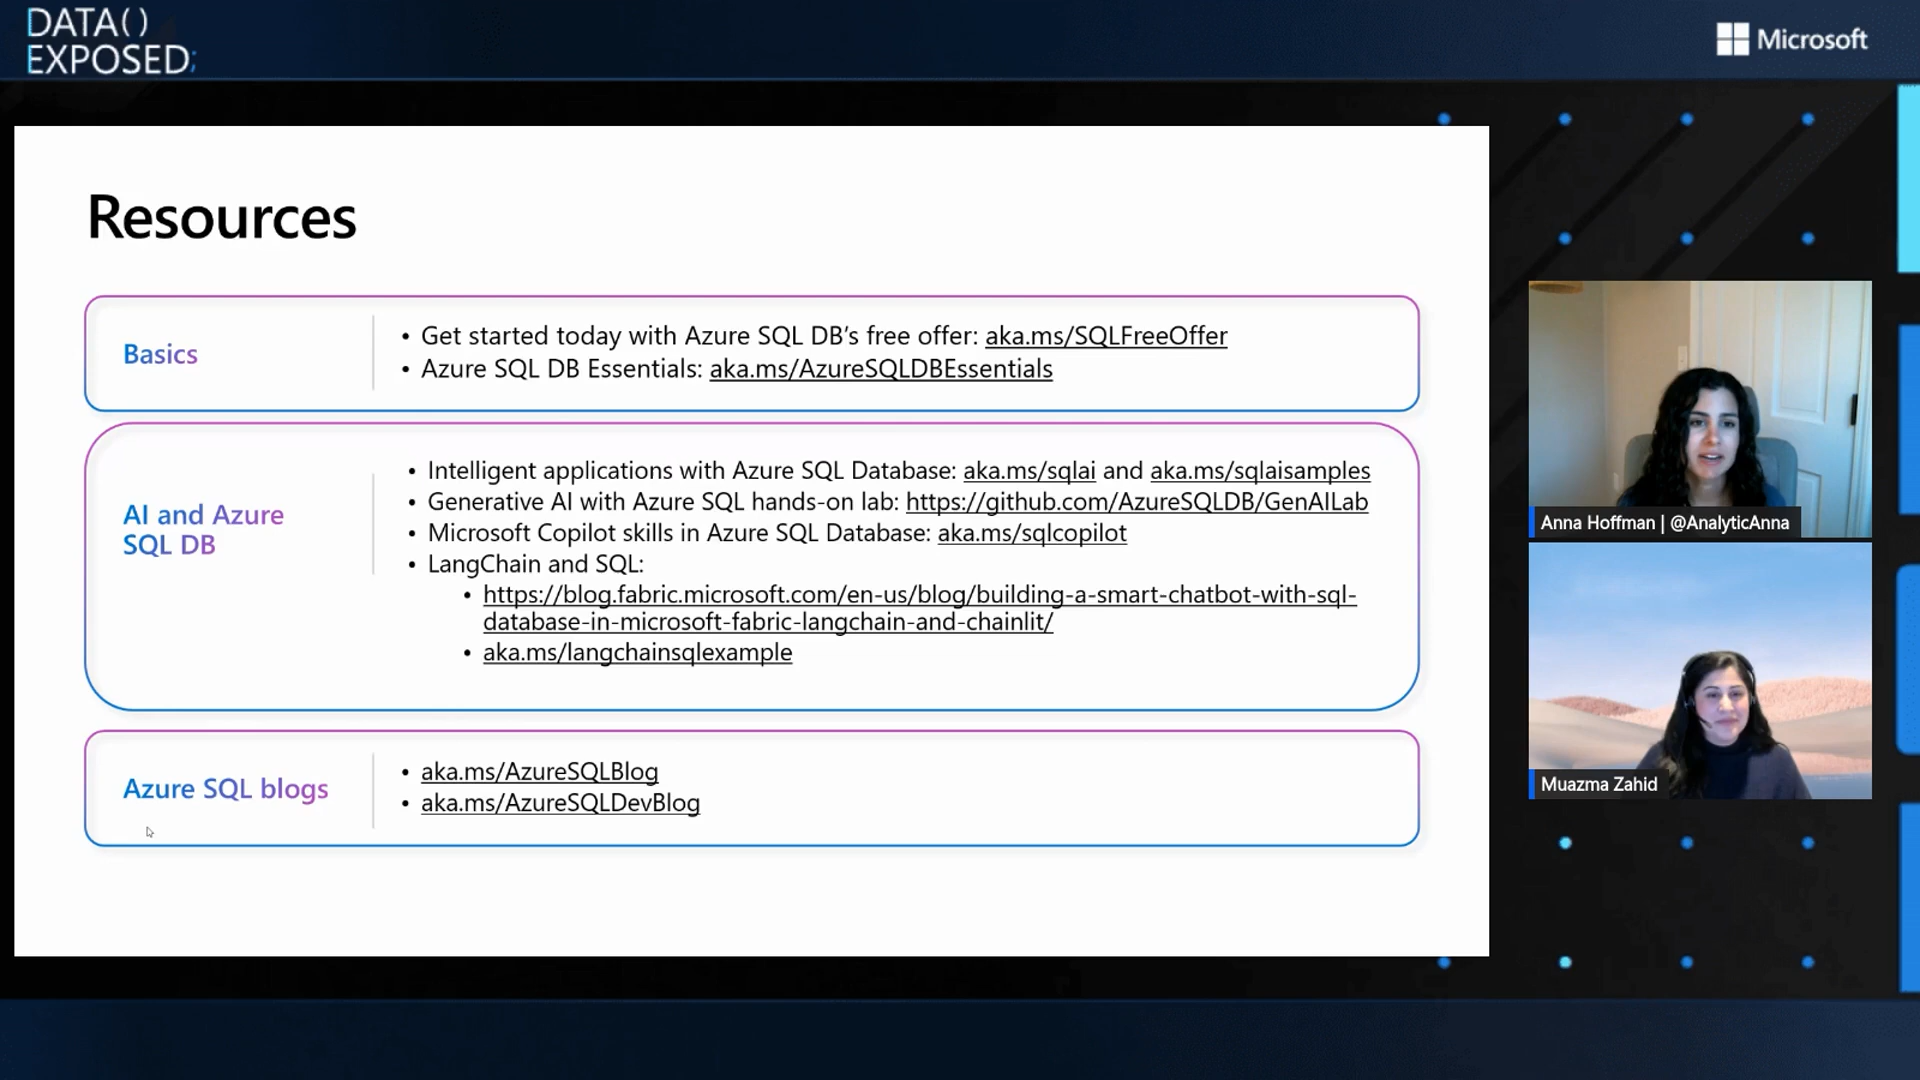 DATA()
EXPOSED;
Microsoft
Resources
Basics
• Get started today with Azure SQL DB’s free offer: aka.ms/SQLFreeOffer
• Azure SQL DB Essentials: aka.ms/AzureSQLDBEssentials
AI and Azure
SQL DB
• Intelligent applications with Azure SQL Database: aka.ms/sqlai and aka.ms/sqlaisamples
• Generative AI with Azure SQL hands-on lab: https://github.com/AzureSQLDB/GenAILab
• Microsoft Copilot skills in Azure SQL Database: aka.ms/sqlcopilot
• LangChain and SQL:
• https://blog.fabric.microsoft.com/en-us/blog/building-a-smart-chatbot-with-sql-
database-in-microsoft-fabric-langchain-and-chainlit/
• aka.ms/langchainsqlexample
Azure SQL blogs
• aka.ms/AzureSQLBlog
• aka.ms/AzureSQLDevBlog
Anna Hoffman | @AnalyticAnna
Muazma Zahid